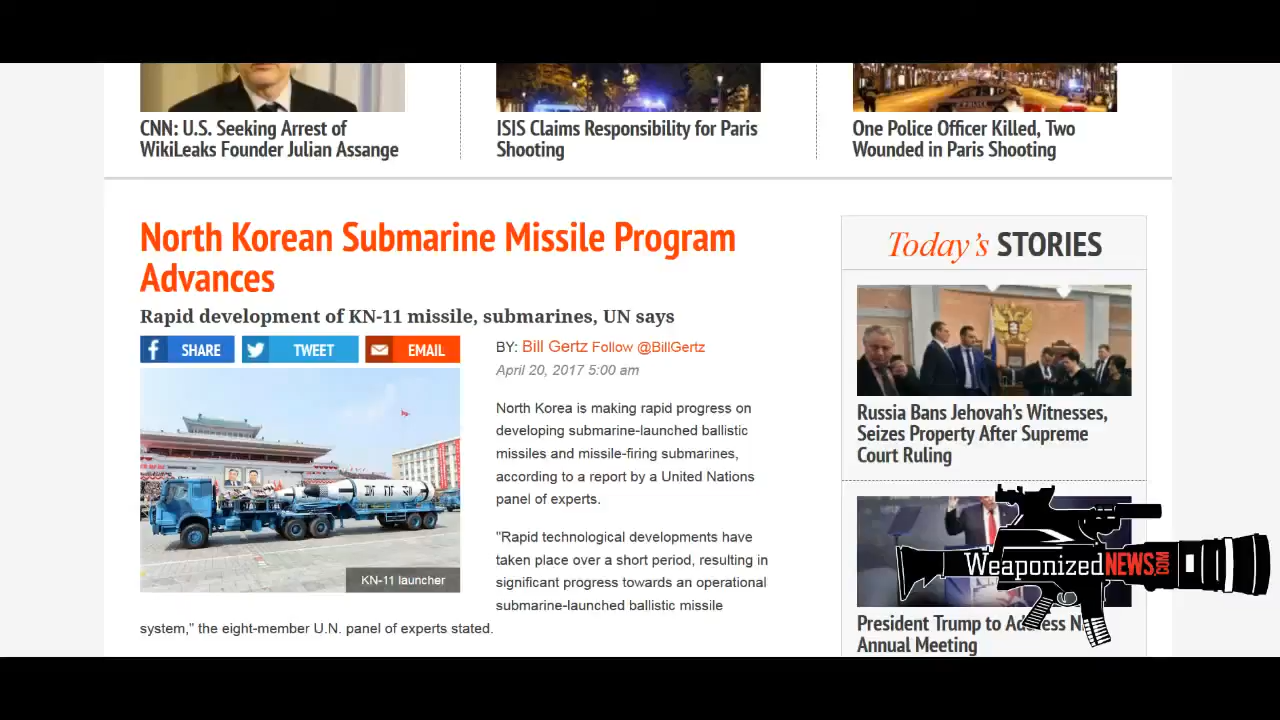 CNN: U.S. Seeking Arrest of
WikiLeaks Founder Julian Assange
ISIS Claims Responsibility for Paris
Shooting
One Police Officer Killed, Two
Wounded in Paris Shooting
North Korean Submarine Missile Program
Advances
Rapid development of KN-11 missile, submarines, UN says
SHARE
TWEET
EMAIL
KN-11 launcher
BY: Bill Gertz Follow @BillGertz
April 20, 2017 5:00 am
North Korea is making rapid progress on
developing submarine-launched ballistic
missiles and missile-firing submarines,
according to a report by a United Nations
panel of experts.
"Rapid technological developments have
taken place over a short period, resulting in
significant progress towards an operational
submarine-launched ballistic missile
system," the eight-member U.N. panel of experts stated.
Today's STORIES
Russia Bans Jehovah's Witnesses,
Seizes Property After Supreme
Court Ruling
WeaponizedNEWS.COM
President Trump to Address N
Annual Meeting